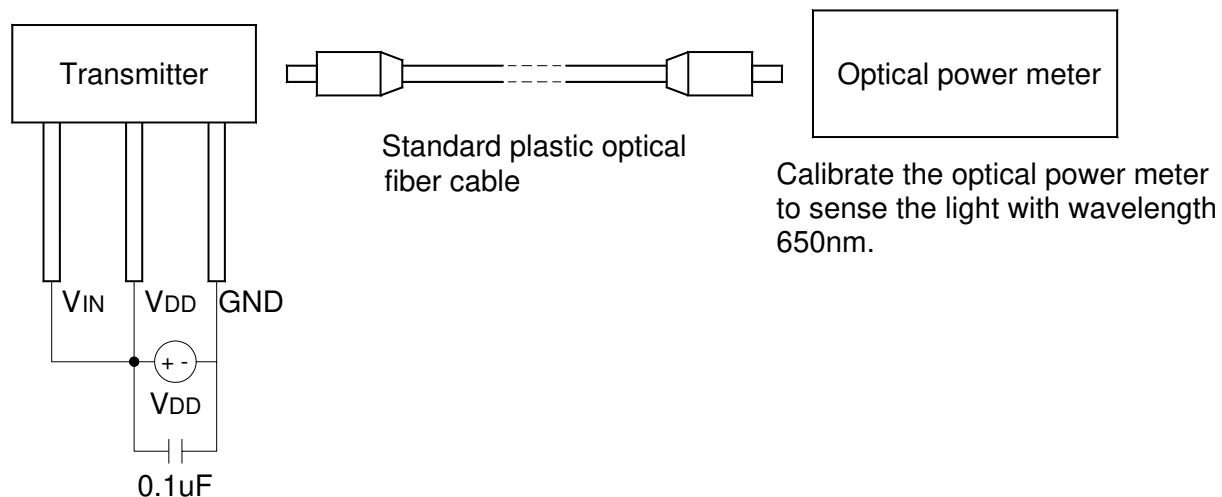 Transmitter
Optical power meter
Standard plastic optical
fiber cable
Calibrate the optical power meter
to sense the light with wavelength
650nm.
VIN
VDD
GND
+ -
VDD
0.1uF